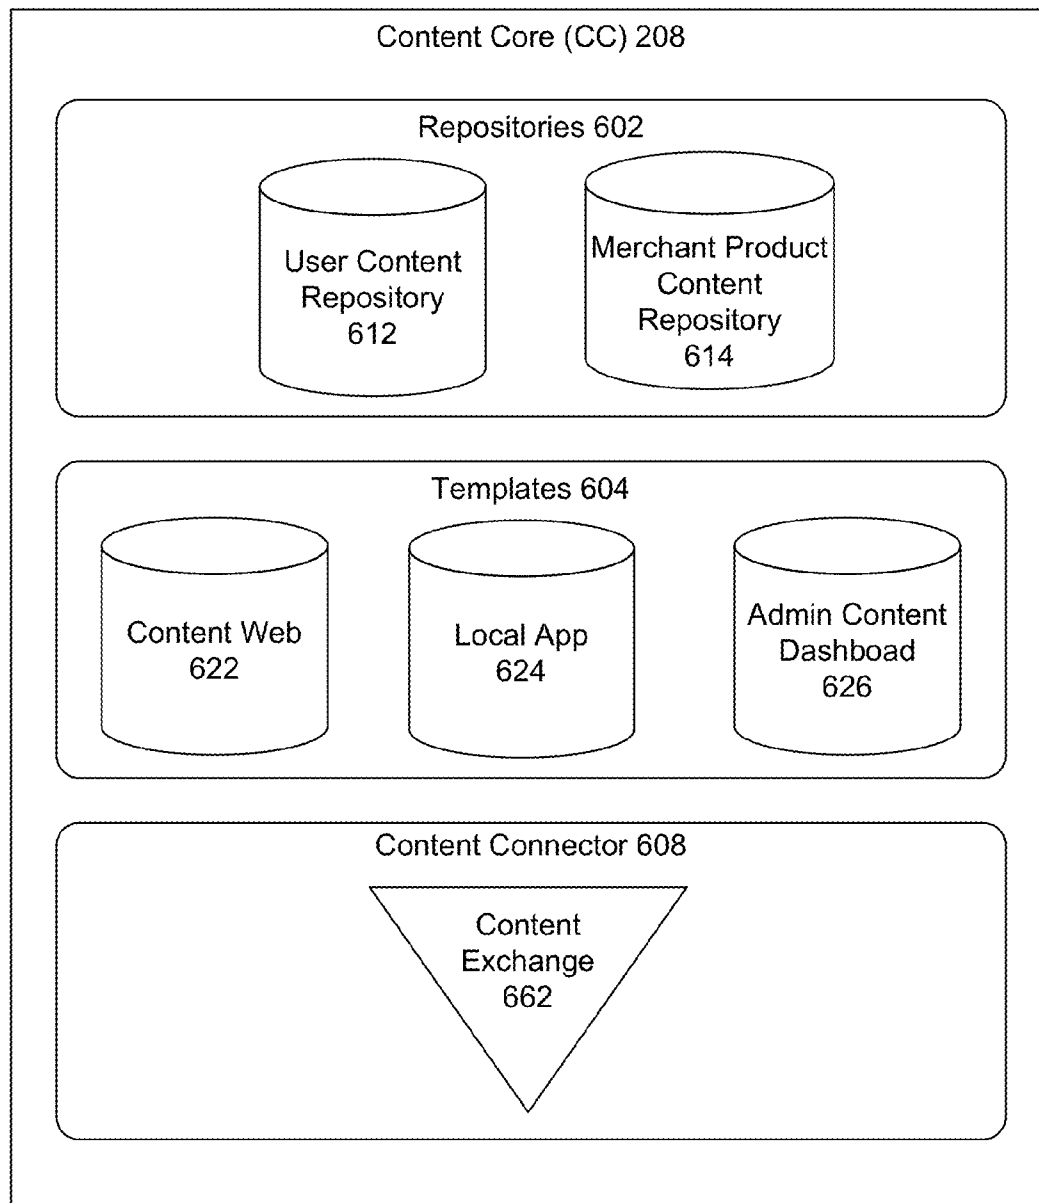 Content Core (CC) 208
Repositories 602
User Content
Repository
612
Merchant Product
Content
Repository
614
Templates 604
Content Web
622
Local App
624
Admin Content
Dashboad
626
Content Connector 608
Content
Exchange
662